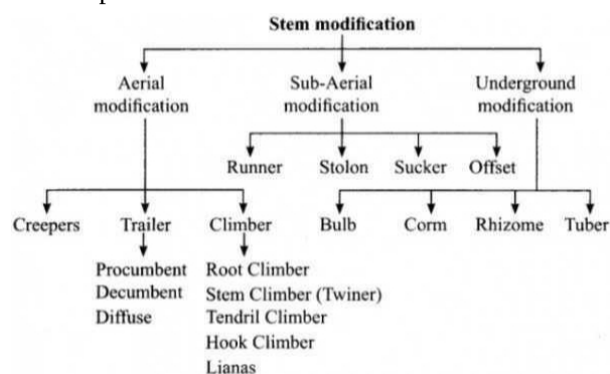 Stem modification
Aerial modification
Sub-Aerial modification
Underground modification
Runner
Stolon
Sucker
Offset
Creepers
Trailer
Climber
Bulb
Corm
Rhizome
Tuber
Procumbent
Decumbent
Diffuse
Root Climber
Stem Climber (Twiner)
Tendril Climber
Hook Climber
Lianas